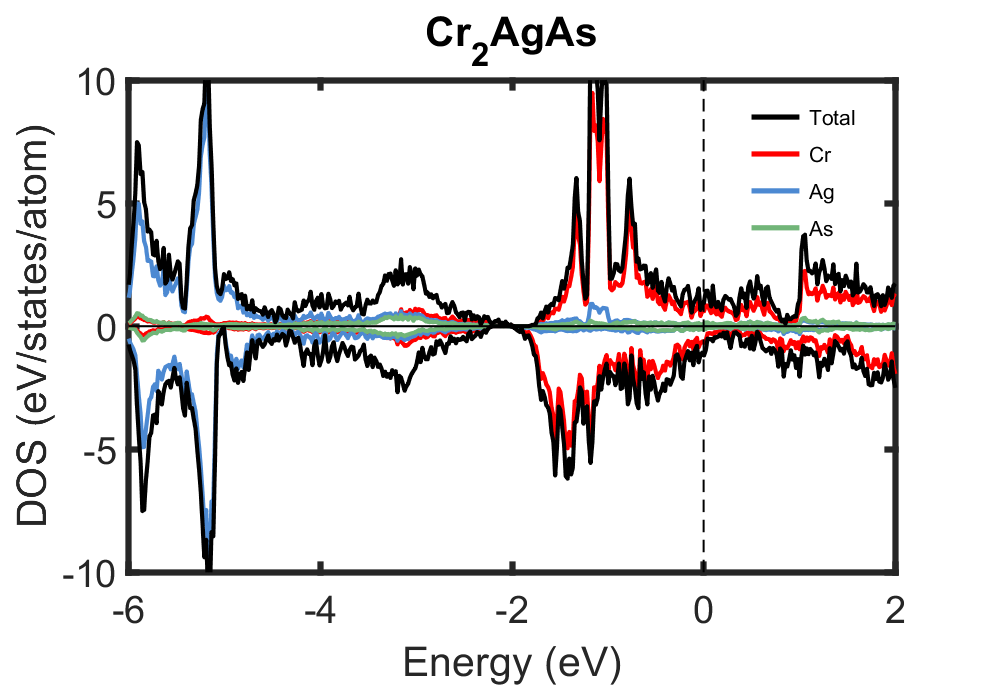 Cr₂AgAs
10
5
0
-5
-10
DOS (eV/states/atom)
Total
Cr
Ag
As
-6 -4 -2 0 2
Energy (eV)